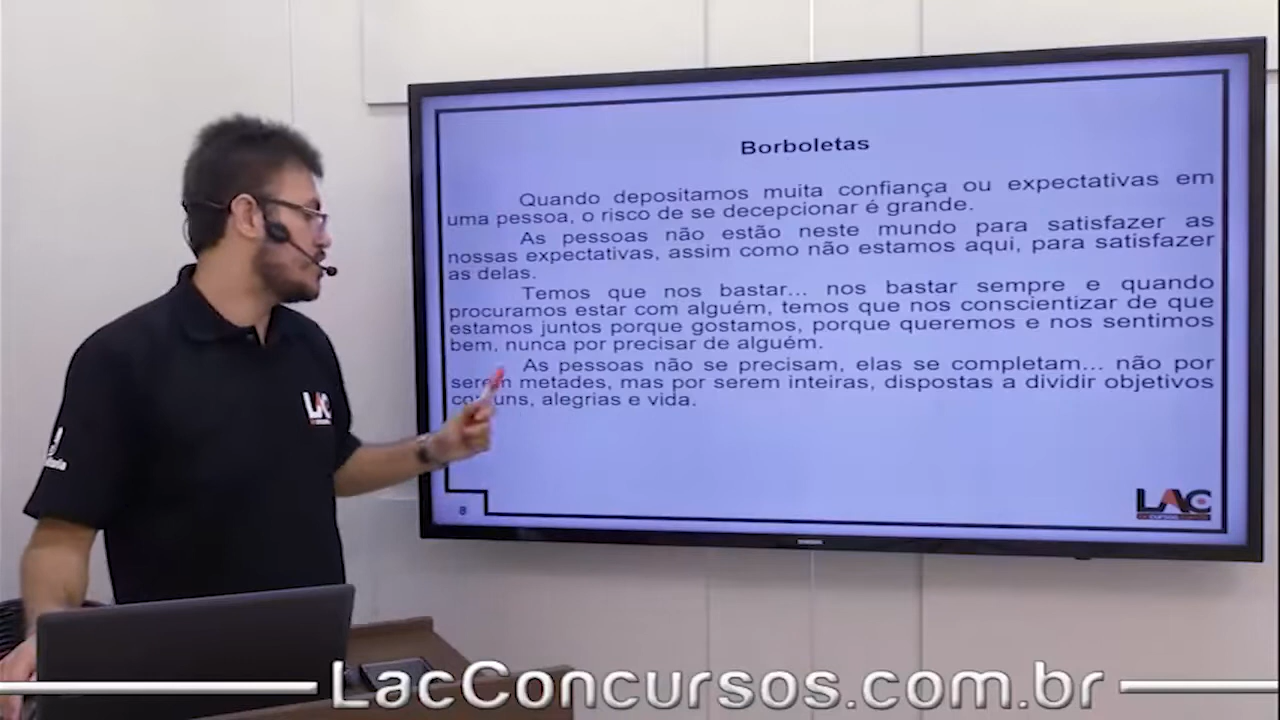 Borboletas
Quando depositamos muita confiança ou expectativas em
uma pessoa, o risco de se decepcionar é grande.
As pessoas não estão neste mundo para satisfazer as
nossas expectativas, assim como não estamos aqui, para satisfazer
as delas.
Temos que nos bastar... nos bastar sempre e quando
procuramos estar com alguém, temos que nos conscientizar de que
estamos juntos porque gostamos, porque queremos e nos sentimos
bem, nunca por precisar de alguém.
As pessoas não se precisam, elas se completam... não por
serem metades, mas por serem inteiras, dispostas a dividir objetivos
comuns, alegrias e vida.
8
LAC
LAC
LacConcursos.com.br